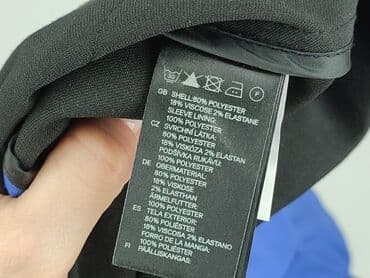 GB SHELL:80% POLYESTER
18% VISCOSE 2% ELASTANE
SLEEVE LINING:
100% POLYESTER
CZ SVRCHNÍ LÁTKA:
80% POLYESTER
18% VISKÓZA 2% ELASTAN
PODŠÍVKA RUKÁVU:
100% POLYESTER
DE OBERMATERIAL:
80% POLYESTER
18% VISKOSE
2% ELASTHAN
ÄRMELFUTTER:
100% POLYESTER
ES TELA EXTERIOR:
80% POLIÉSTER
18% VISCOSA 2% ELASTANO
FORRO DE LA MANGA:
100% POLIÉSTER
FI PÄÄLLISKANGAS: